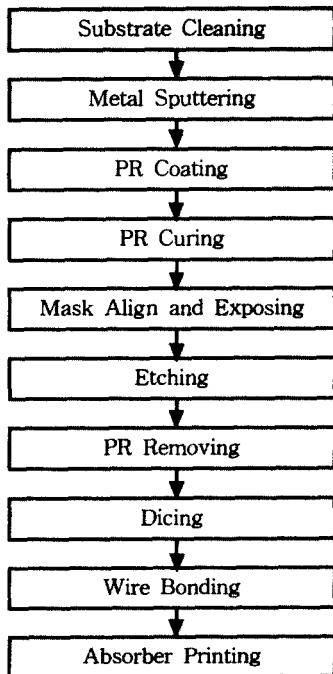 Substrate Cleaning
Metal Sputtering
PR Coating
PR Curing
Mask Align and Exposing
Etching
PR Removing
Dicing
Wire Bonding
Absorber Printing